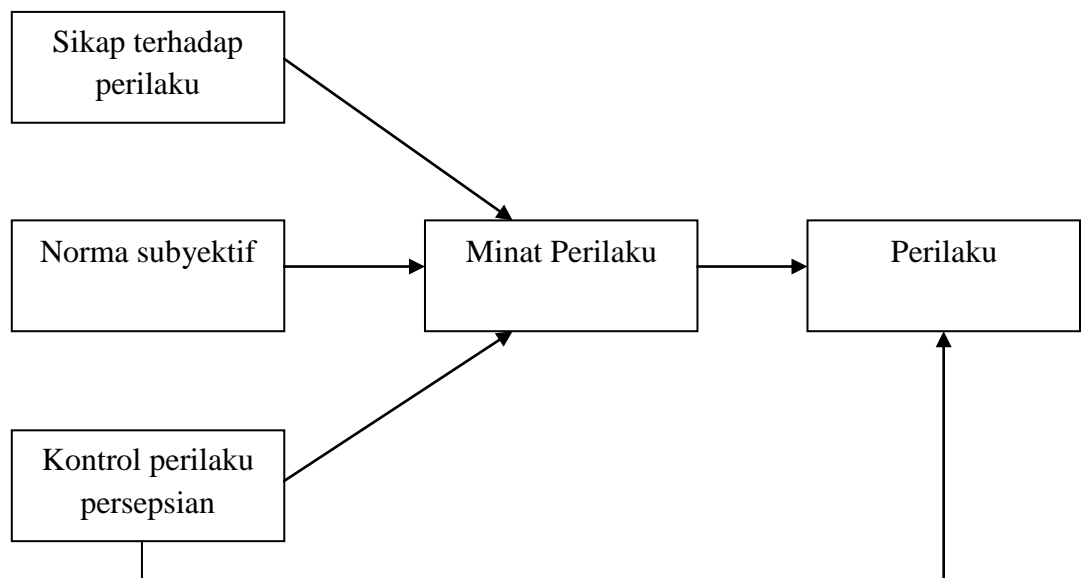 Sikap terhadap
perilaku
Norma subyektif
Minat Perilaku
Perilaku
Kontrol perilaku
persepsian